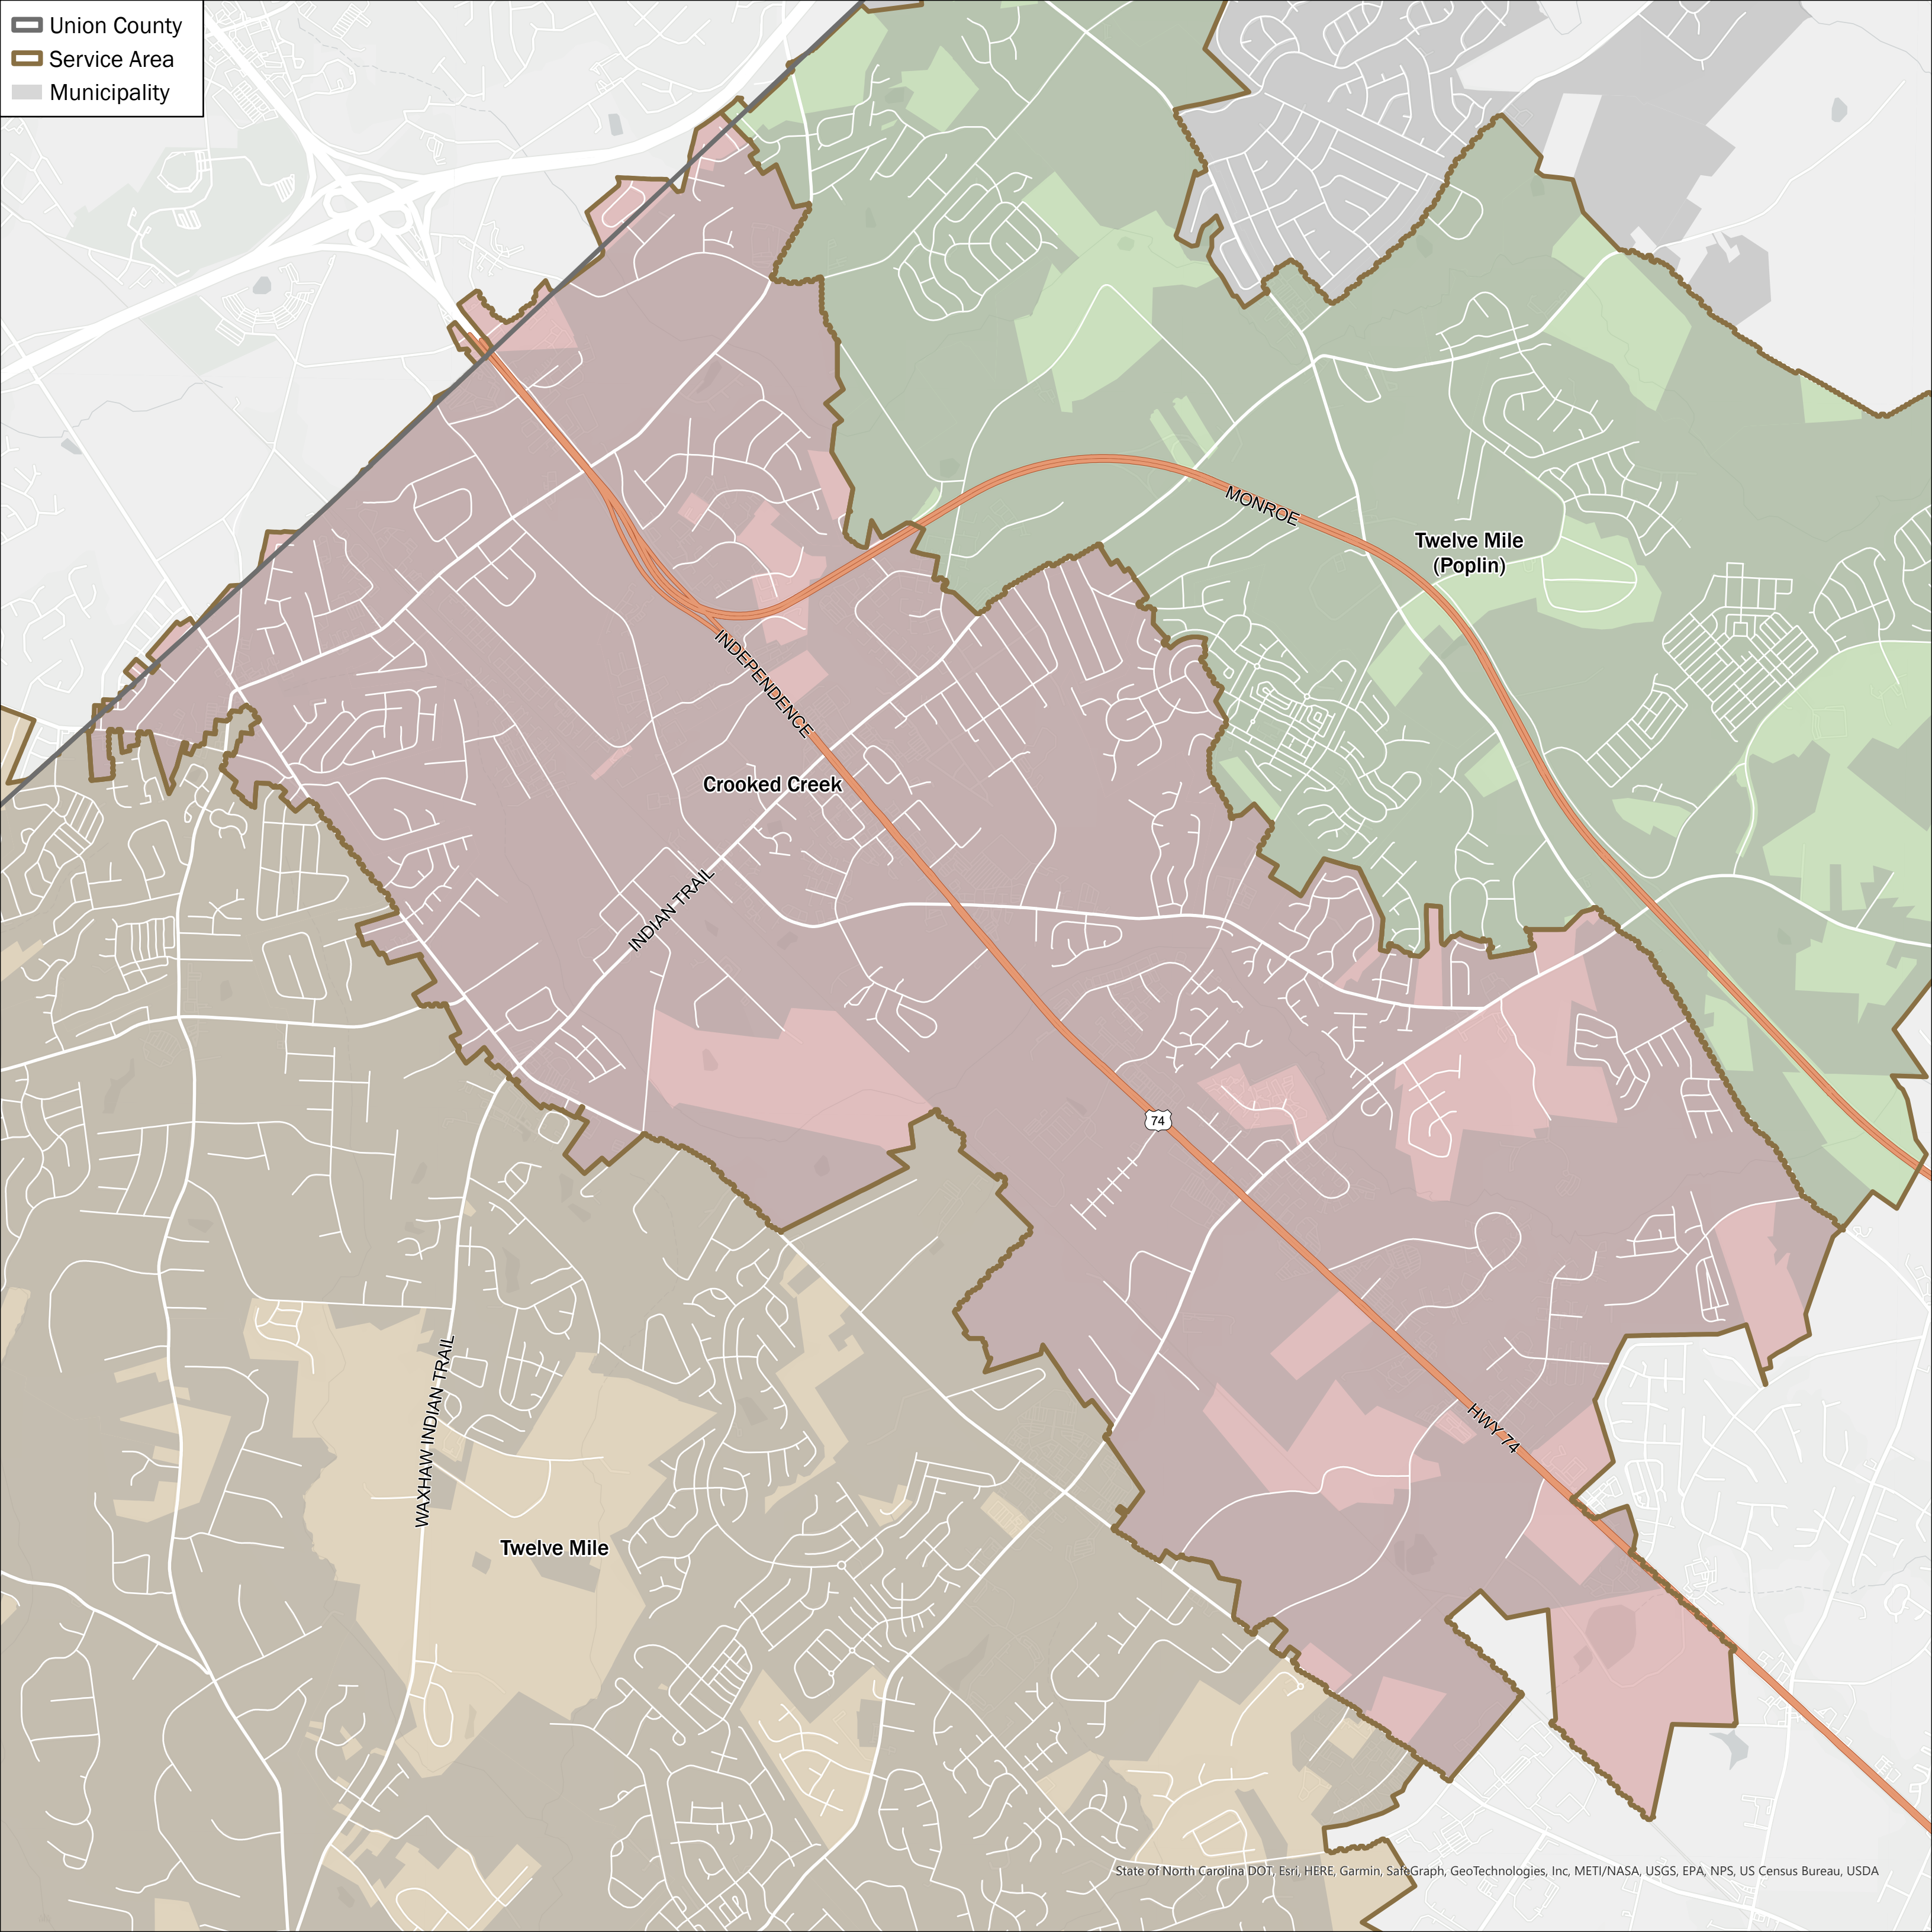 Union County
Service Area
Municipality
MONROE
Twelve Mile
(Poplin)
INDEPENDENCE
Crooked Creek
INDIAN TRAIL
74
WAXHAW INDIAN TRAIL
HWY 74
Twelve Mile
State of North Carolina DOT, Esri, HERE, Garmin, SafeGraph, GeoTechnologies, Inc, METI/NASA, USGS, EPA, NPS, US Census Bureau, USDA